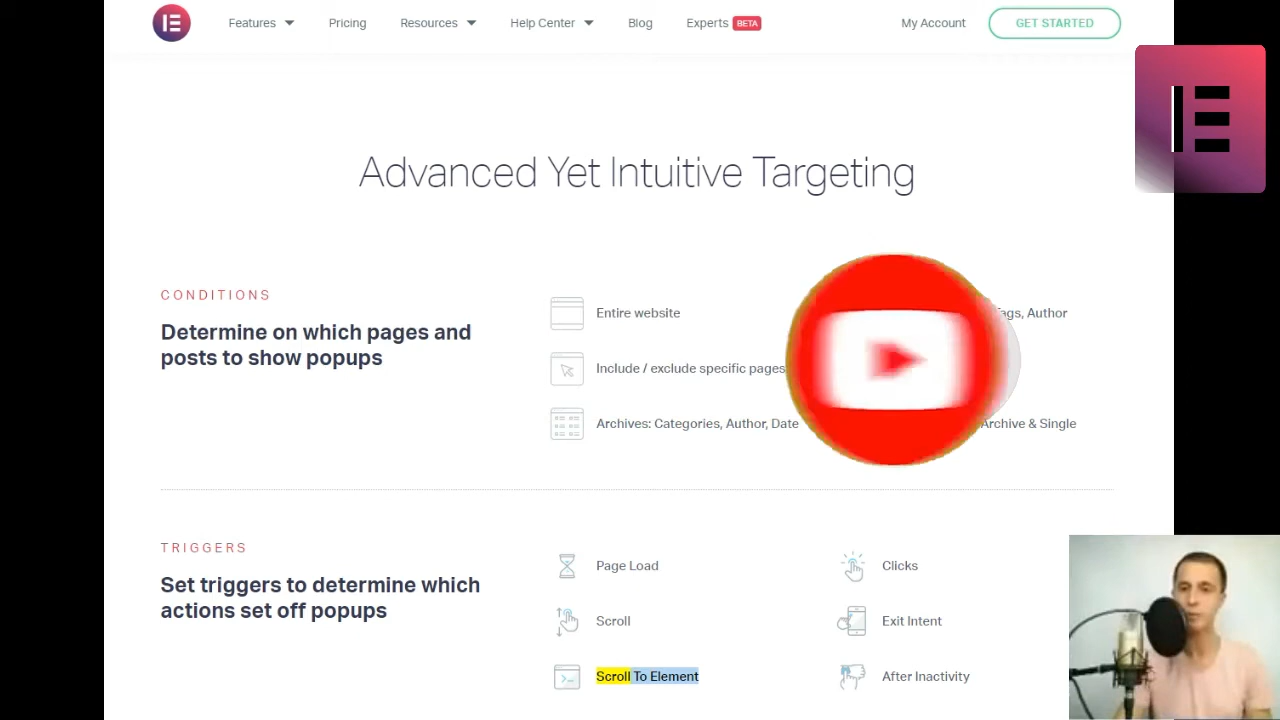 Features
Pricing
Resources
Help Center
Blog
Experts BETA
My Account
GET STARTED
Advanced Yet Intuitive Targeting
CONDITIONS
Determine on which pages and
posts to show popups
Entire website
Tags, Author
Include / exclude specific pages
Archives: Categories, Author, Date
Archive & Single
TRIGGERS
Set triggers to determine which
actions set off popups
Page Load
Clicks
Scroll
Exit Intent
Scroll To Element
After Inactivity